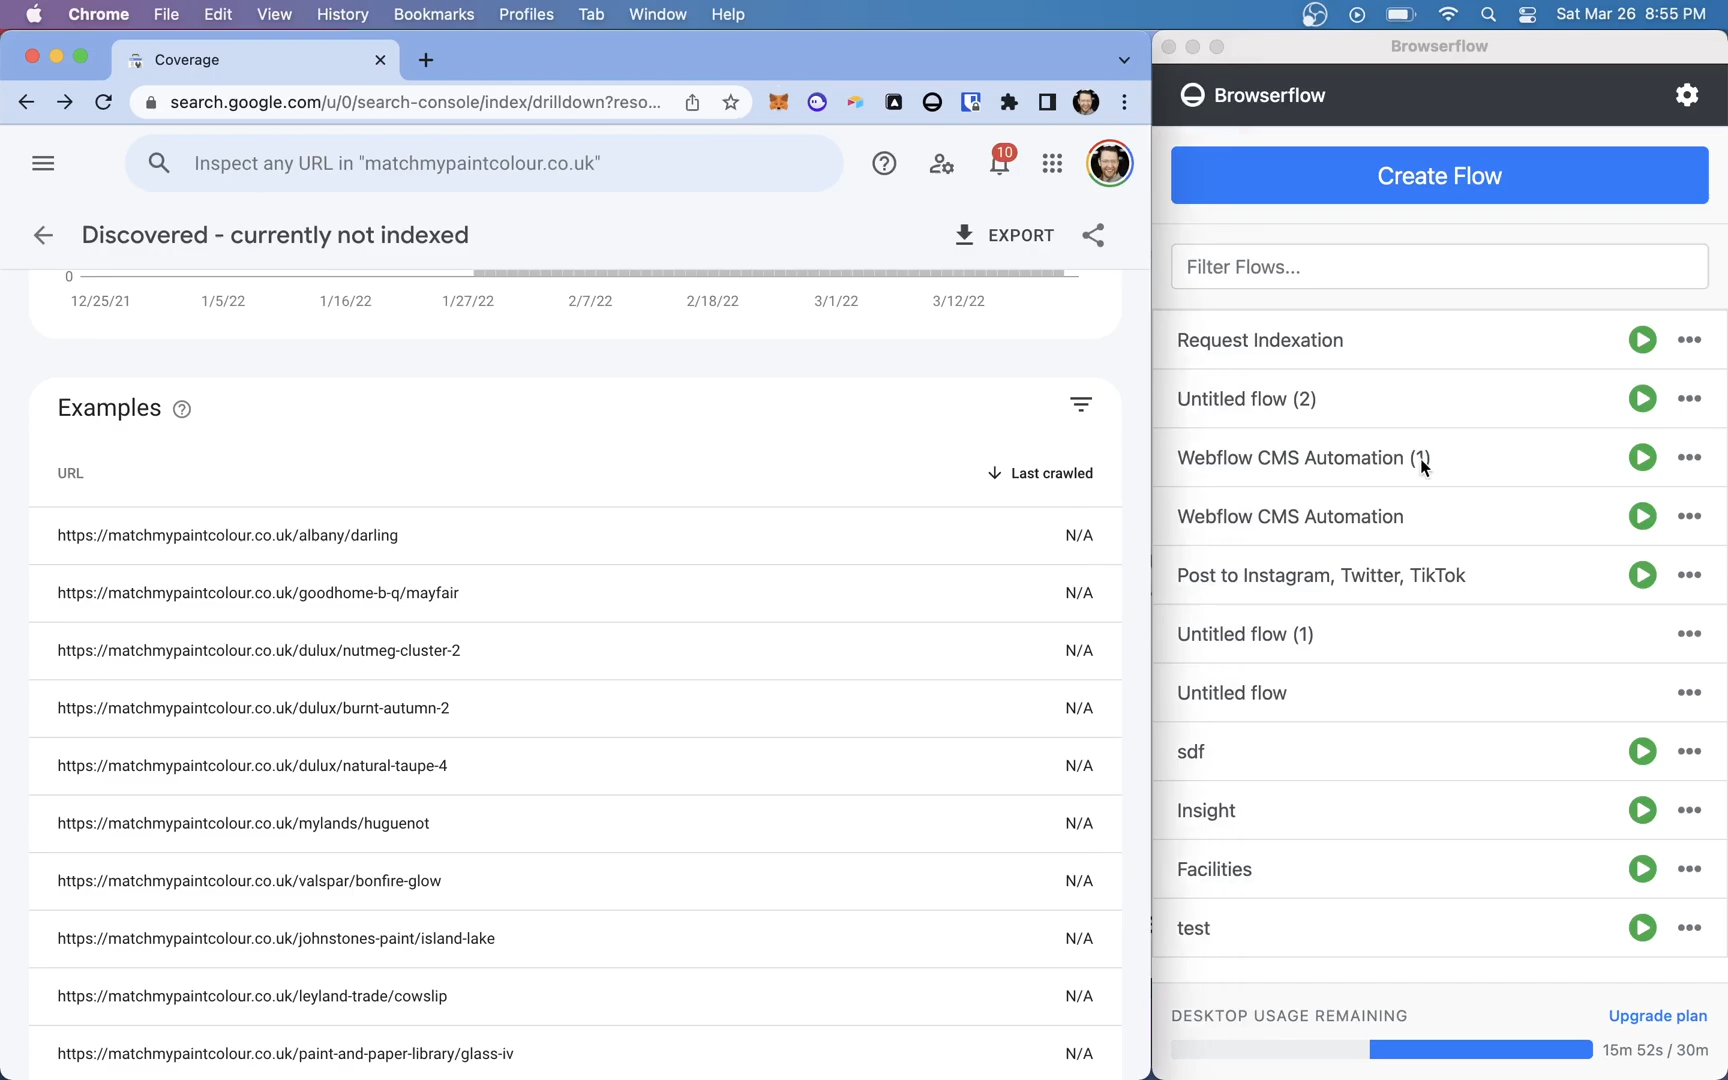 Chrome File Edit View History Bookmarks Profiles Tab Window Help Sat Mar 26 8:55 PM
Coverage
search.google.com/u/0/search-console/index/drilldown?reso...
Inspect any URL in "matchmypaintcolour.co.uk"
10
Discovered - currently not indexed
EXPORT
0
12/25/21 1/5/22 1/16/22 1/27/22 2/7/22 2/18/22 3/1/22 3/12/22
Examples
URL Last crawled
https://matchmypaintcolour.co.uk/albany/darling N/A
https://matchmypaintcolour.co.uk/goodhome-b-q/mayfair N/A
https://matchmypaintcolour.co.uk/dulux/nutmeg-cluster-2 N/A
https://matchmypaintcolour.co.uk/dulux/burnt-autumn-2 N/A
https://matchmypaintcolour.co.uk/dulux/natural-taupe-4 N/A
https://matchmypaintcolour.co.uk/mylands/huguenot N/A
https://matchmypaintcolour.co.uk/valspar/bonfire-glow N/A
https://matchmypaintcolour.co.uk/johnstones-paint/island-lake N/A
https://matchmypaintcolour.co.uk/leyland-trade/cowslip N/A
https://matchmypaintcolour.co.uk/paint-and-paper-library/glass-iv N/A
Browserflow
Browserflow
Create Flow
Filter Flows...
Request Indexation
Untitled flow (2)
Webflow CMS Automation (1)
Webflow CMS Automation
Post to Instagram, Twitter, TikTok
Untitled flow (1)
Untitled flow
sdf
Insight
Facilities
test
DESKTOP USAGE REMAINING Upgrade plan
15m 52s / 30m